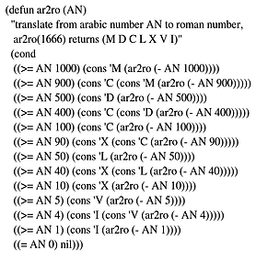 (defun ar2ro (AN)
"translate from arabic number AN to roman number,
ar2ro(1666) returns (M D C L X V I)"
(cond
((>= AN 1000) (cons 'M (ar2ro (- AN 1000))))
((>= AN 900) (cons 'C (cons 'M (ar2ro (- AN 900)))))
((>= AN 500) (cons 'D (ar2ro (- AN 500))))
((>= AN 400) (cons 'C (cons 'D (ar2ro (- AN 400)))))
((>= AN 100) (cons 'C (ar2ro (- AN 100))))
((>= AN 90) (cons 'X (cons 'C (ar2ro (- AN 90)))))
((>= AN 50) (cons 'L (ar2ro (- AN 50))))
((>= AN 40) (cons 'X (cons 'L (ar2ro (- AN 40)))))
((>= AN 10) (cons 'X (ar2ro (- AN 10))))
((>= AN 5) (cons 'V (ar2ro (- AN 5))))
((>= AN 4) (cons 'I (cons 'V (ar2ro (- AN 4)))))
((>= AN 1) (cons 'I (ar2ro (- AN 1))))
((= AN 0) nil)))